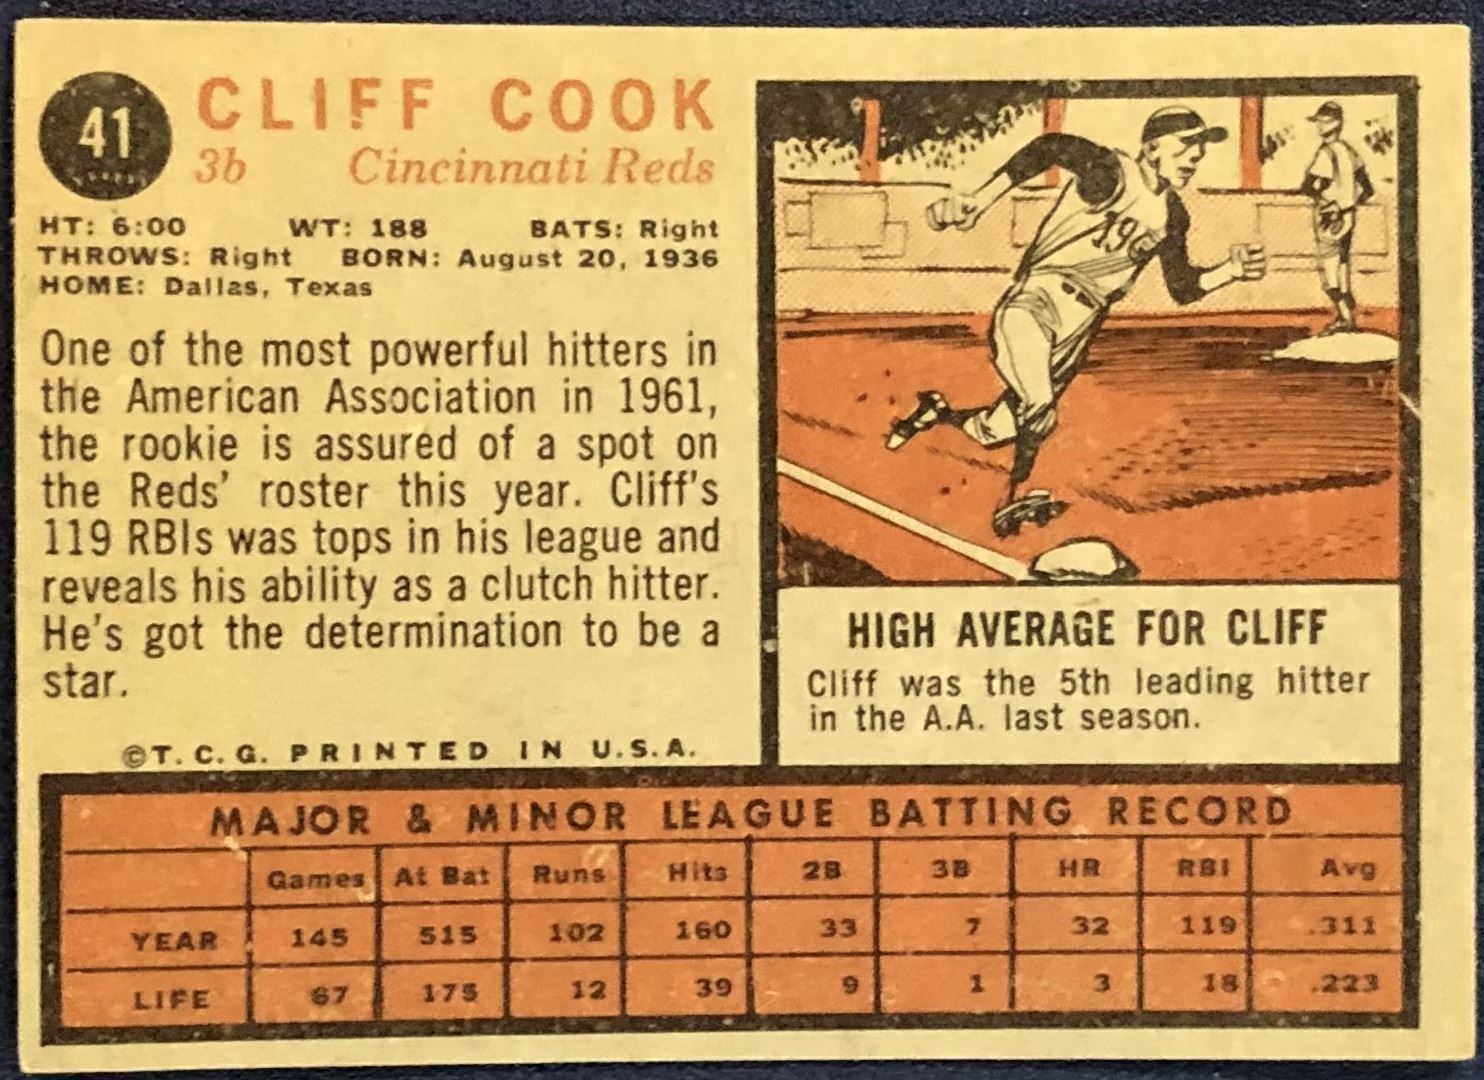 41
CLIFF COOK
3b Cincinnati Reds
HT: 6:00 WT: 188 BATS: Right
THROWS: Right BORN: August 20, 1936
HOME: Dallas, Texas
One of the most powerful hitters in
the American Association in 1961,
the rookie is assured of a spot on
the Reds' roster this year. Cliff's
119 RBIs was tops in his league and
reveals his ability as a clutch hitter.
He's got the determination to be a
star.
©T.C.G. PRINTED IN U.S.A.
196
HIGH AVERAGE FOR CLIFF
Cliff was the 5th leading hitter
in the A.A. last season.
MAJOR & MINOR LEAGUE BATTING RECORD
Games At Bat Runs Hits 2B 3B HR RBI Avg
YEAR 145 515 102 160 33 7 32 119 .311
LIFE 67 175 12 39 9 1 3 18 .223